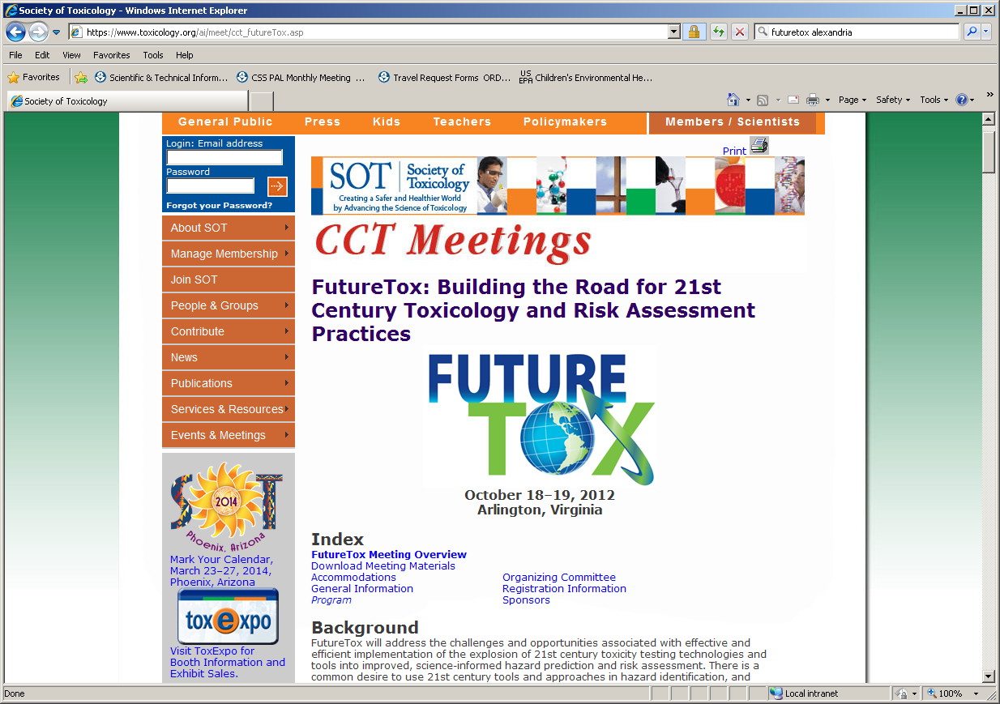 Society of Toxicology - Windows Internet Explorer
https://www.toxicology.org/ai/meet/cct_futureTox.asp
futuretox alexandria
File Edit View Favorites Tools Help
Favorites
Scientific & Technical Inform...
CSS PAL Monthly Meeting ...
Travel Request Forms ORD...
US EPA Children's Environmental He...
Society of Toxicology
Page Safety Tools
General Public Press Kids Teachers Policymakers Members / Scientists
Login: Email address
Password
Forgot your Password?
About SOT
Manage Membership
Join SOT
People & Groups
Contribute
News
Publications
Services & Resources
Events & Meetings
SOT
2014
Phoenix, Arizona
Mark Your Calendar,
March 23–27, 2014,
Phoenix, Arizona
toxexpo
Visit ToxExpo for
Booth Information and
Exhibit Sales.
Print
SOT Society of
Toxicology
Creating a Safer and Healthier World
by Advancing the Science of Toxicology
CCT Meetings
FutureTox: Building the Road for 21st
Century Toxicology and Risk Assessment
Practices
FUTURE
TOX
October 18–19, 2012
Arlington, Virginia
Index
FutureTox Meeting Overview
Download Meeting Materials
Accommodations Organizing Committee
General Information Registration Information
Program Sponsors
Background
FutureTox will address the challenges and opportunities associated with effective and
efficient implementation of the explosion of 21st century toxicity testing technologies and
tools into improved, science-informed hazard prediction and risk assessment. There is a
common desire to use 21st century tools and approaches in hazard identification, and
Done Local intranet 100%